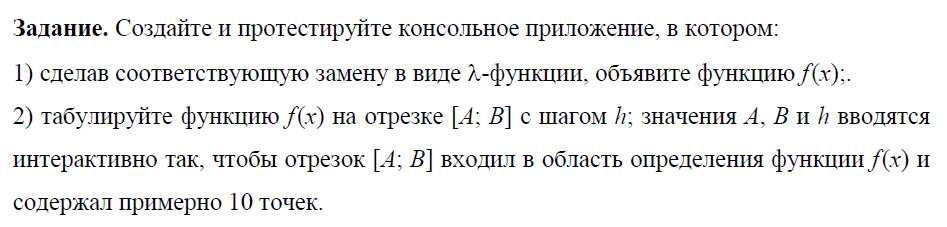 Задание. Создайте и протестируйте консольное приложение, в котором:
1) сделав соответствующую замену в виде λ-функции, объявите функцию f(x);.
2) табулируйте функцию f(x) на отрезке [A; B] с шагом h; значения A, B и h вводятся
интерактивно так, чтобы отрезок [A; B] входил в область определения функции f(x) и
содержал примерно 10 точек.